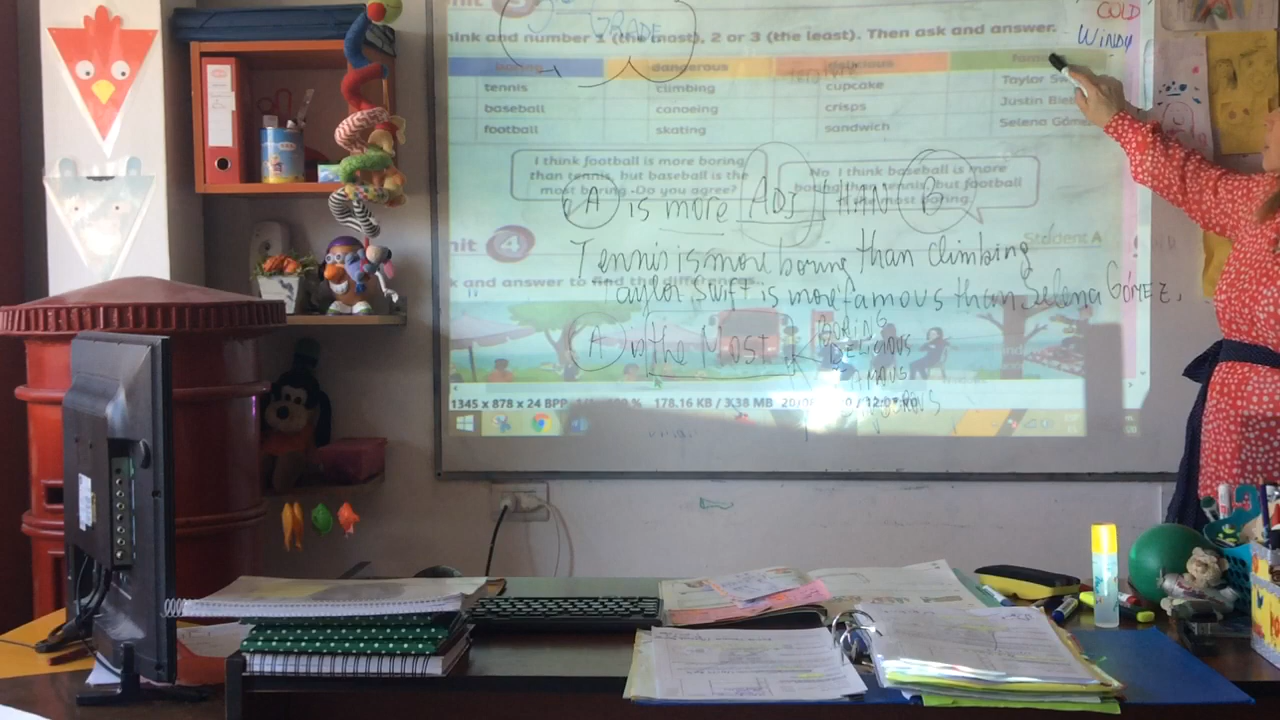 GRADE
COLD
WINDY
ink and number 1 (the most), 2 or 3 (the least). Then ask and answer.
boring dangerous delicious
tennis climbing cupcake Taylor
baseball canoeing crisps Justin
football skating sandwich Selena Gómez
I think football is more boring
than tennis, but baseball is the
most boring. Do you agree?
No. I think baseball is more
boring than tennis, but football
is the most boring.
A is more ADJ THAN B
nit 4 Student A
Tennis is more boring than climbing
k and answer to find the differences.
Taylor Swift is more famous than Selena GÓMEZ.
A is the Most
BORING
DELICIOUS
1345 x 878 x 24 BPP 178.16 KB / 3.38 MB